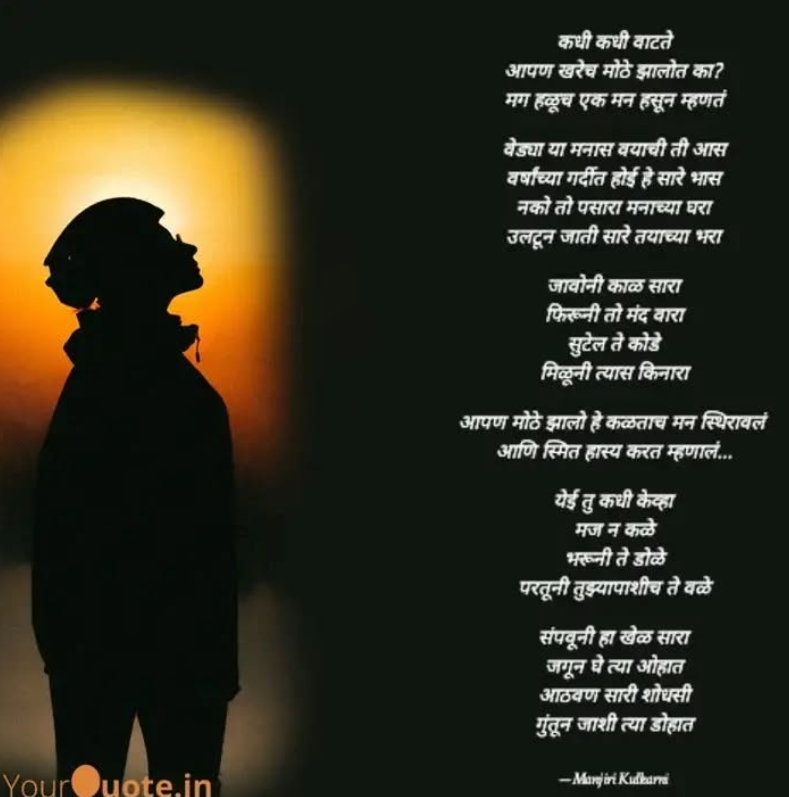 कधी कधी वाटते
आपण खरेच मोठे झालोत का?
मग हळूच एक मन हसून म्हणतं
वेड्या या मनास वयाची ती आस
वर्षांच्या गर्दीत होई हे सारे भास
नको तो पसारा मनाच्या घरा
उलटून जाती सारे तयाच्या भरा
जावोनी काळ सारा
फिरूनी तो मंद वारा
सुटेल ते कोडे
मिळूनी त्यास किनारा
आपण मोठे झालो हे कळताच मन स्थिरावलं
आणि स्मित हास्य करत म्हणालं...
येई तु कधी केव्हा
मज न कळे
भरूनी ते डोळे
परतूनी तुझ्यापाशीच ते वळे
संपवूनी हा खेळ सारा
जगून घे त्या ओहात
आठवण सारी शोधसी
गुंतून जाशी त्या डोहात
—Manjiri Kulkarni
YourQuote.in